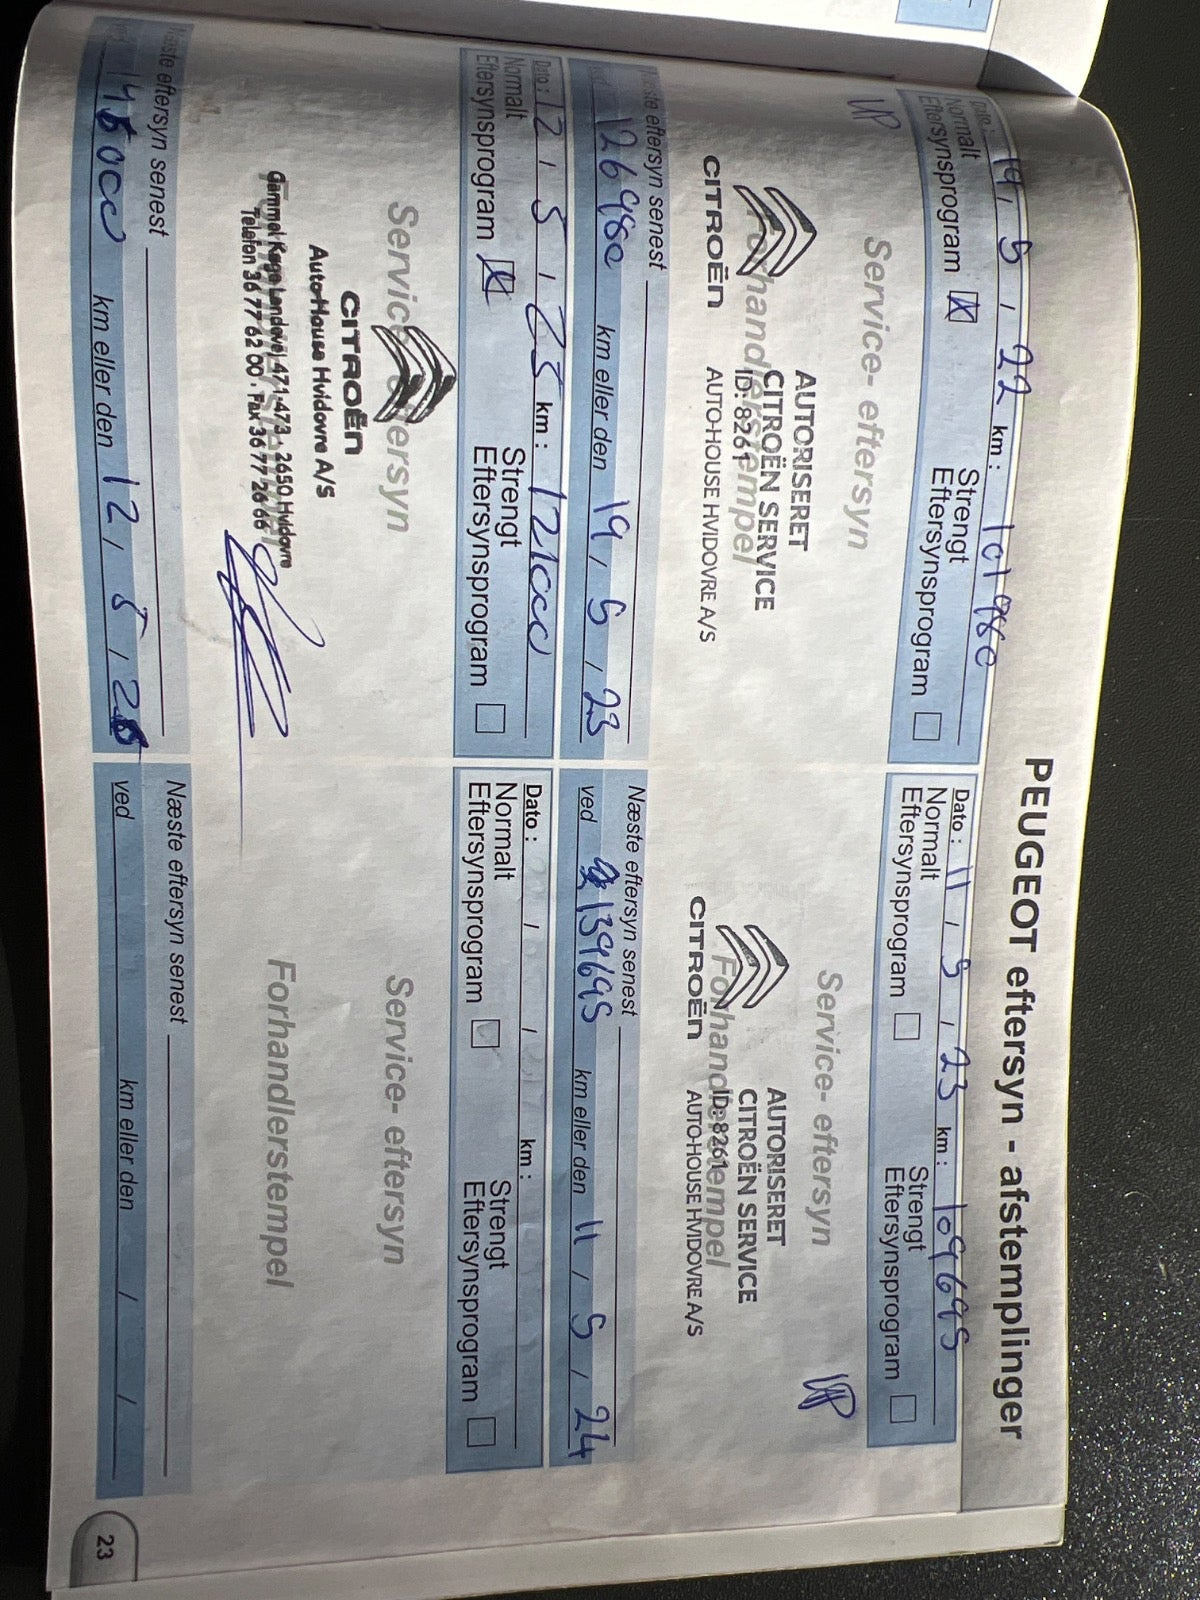 PEUGEOT eftersyn - afstemplinger
Dato : 19 / 5 / 22 km : 101980
Normalt Eftersynsprogram X
Strengt Eftersynsprogram
Service- eftersyn
Forhandlerstempel
CITROËN
AUTORISERET
CITROËN SERVICE
ID: 8261
AUTO-HOUSE HVIDOVRE A/S
Næste eftersyn senest
ved 126980 km eller den 19 / 5 / 23
Dato : 11 / 5 / 23 km : 109695
Normalt Eftersynsprogram
Strengt Eftersynsprogram
Service- eftersyn
Forhandlerstempel
CITROËN
AUTORISERET
CITROËN SERVICE
ID: 8261
AUTO-HOUSE HVIDOVRE A/S
Næste eftersyn senest
ved 139695 km eller den 11 / 5 / 24
Dato : 12 / 5 / 25 km :
Normalt Eftersynsprogram X
Strengt Eftersynsprogram
Service- eftersyn
CITROËN
Auto-House Hvidovre A/S
Gammel Køge Landevej 471-473 - 2650 Hvidovre
Telefon 36 77 62 00 . Fax 36 77 26 66
Næste eftersyn senest
km eller den 12 / 5 / 26
Dato : / / km :
Normalt Eftersynsprogram
Strengt Eftersynsprogram
Service- eftersyn
Forhandlerstempel
Næste eftersyn senest
ved km eller den / /
23